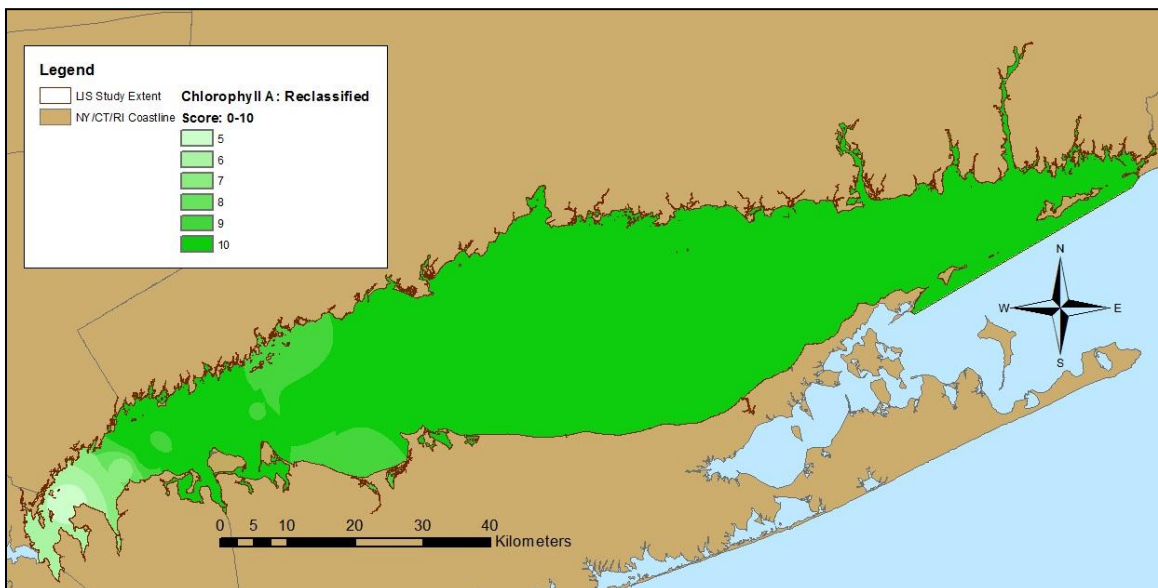 Legend
LIS Study Extent
NY/CT/RI Coastline
Chlorophyll A: Reclassified
Score: 0-10
5
6
7
8
9
10
N
W E
S
0 5 10 20 30 40
Kilometers